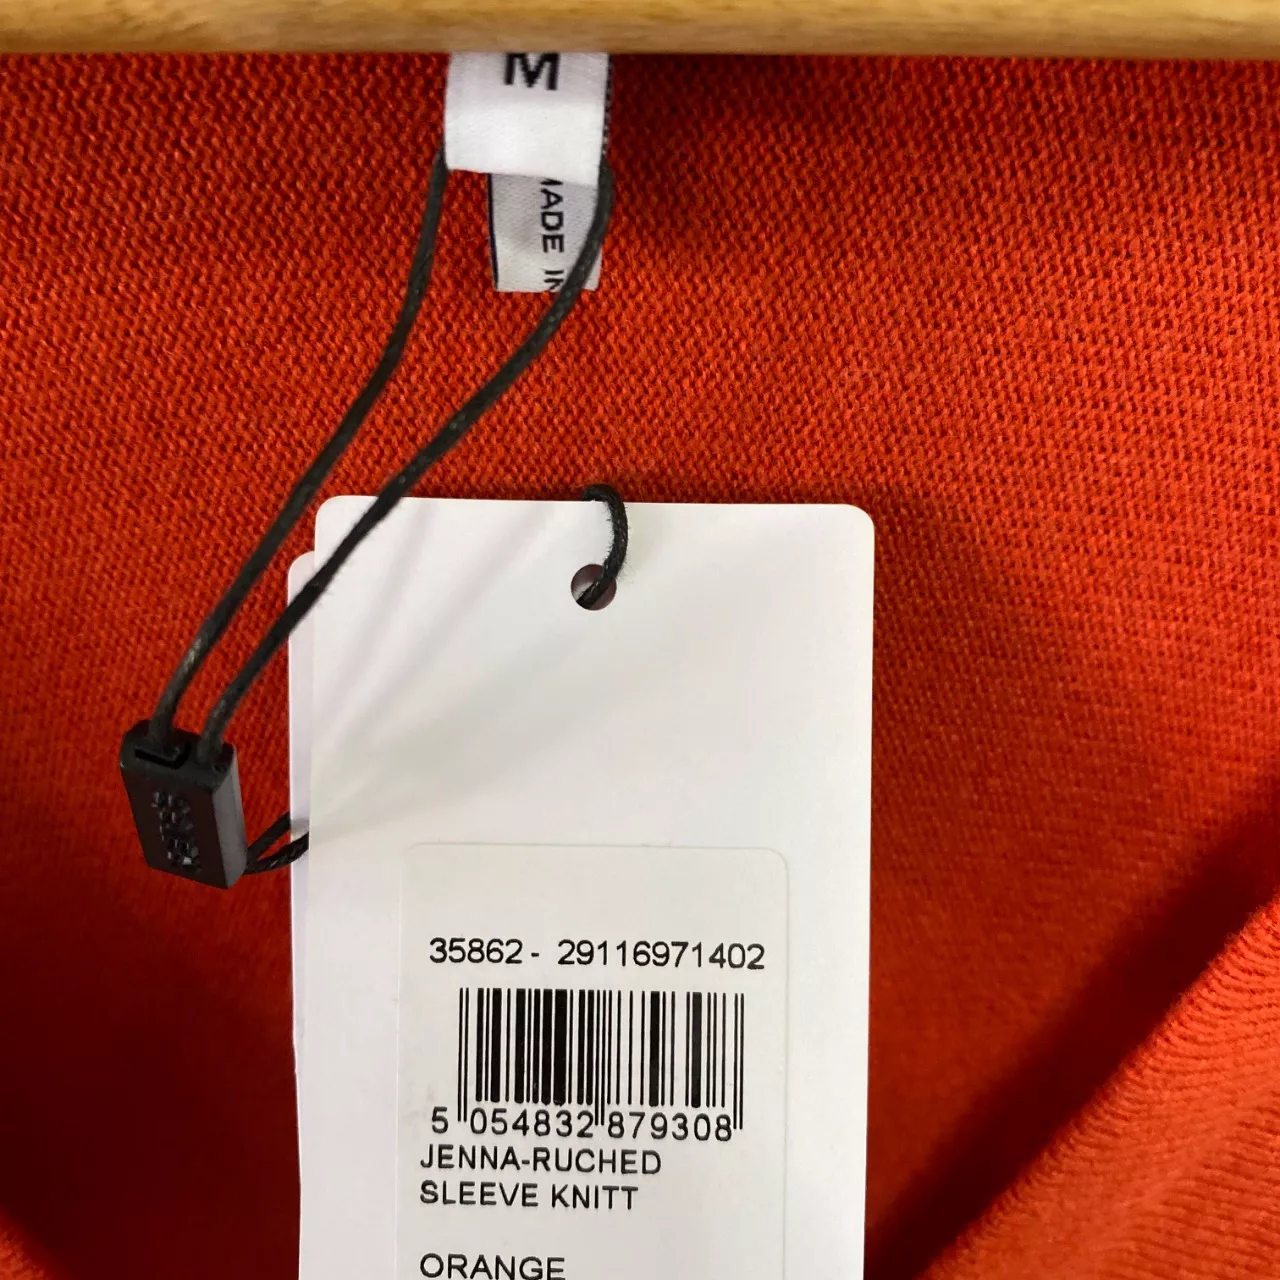 M
MADE IN
35862- 29116971402
5 054832 879308
JENNA-RUCHED
SLEEVE KNITT
ORANGE